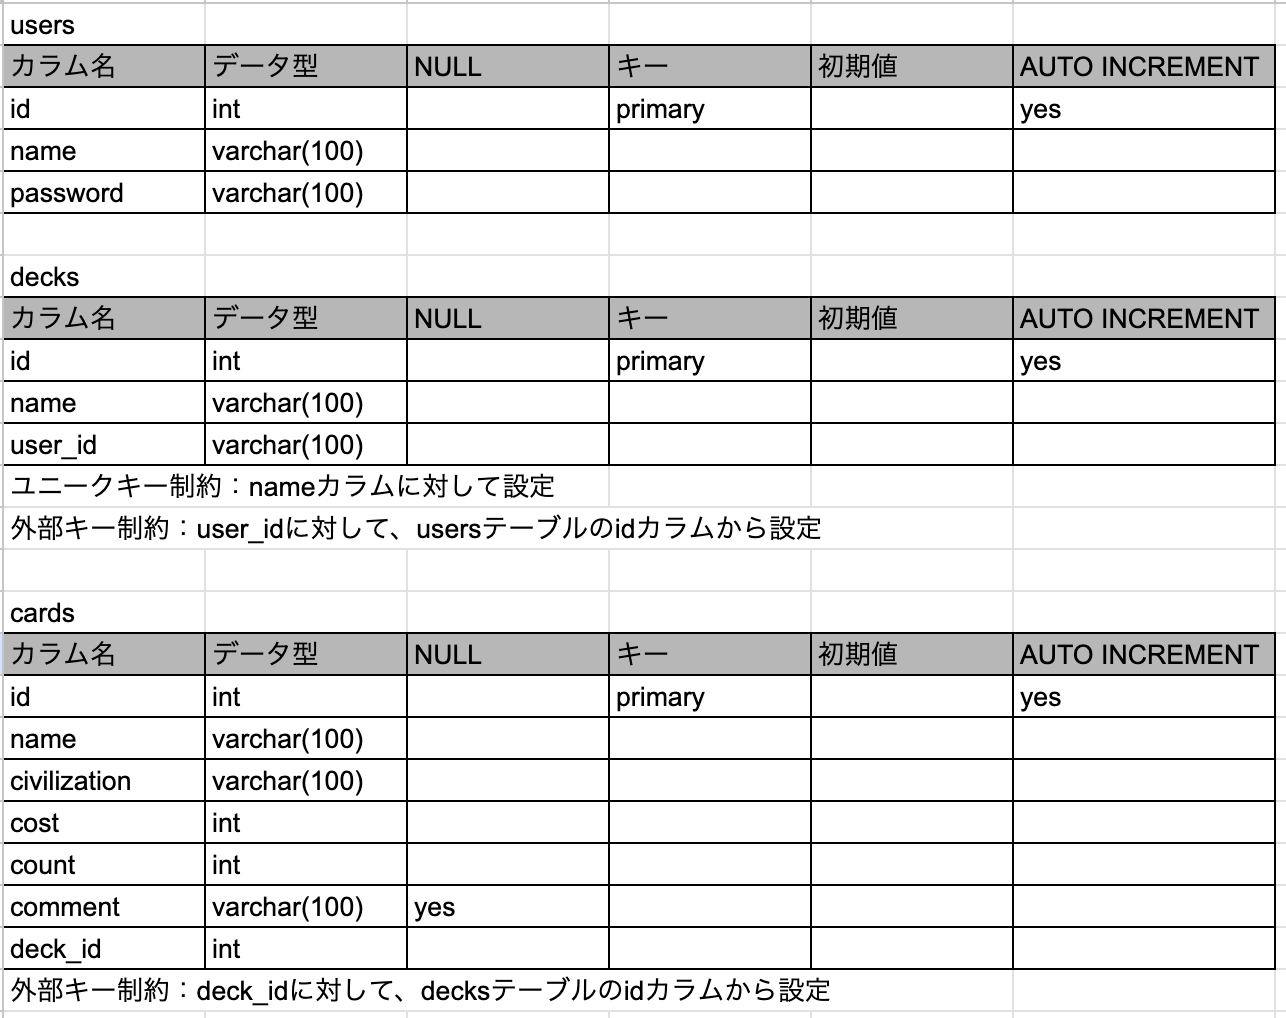 users
カラム名 データ型 NULL キー 初期値 AUTO INCREMENT
id int primary yes
name varchar(100)
password varchar(100)
decks
カラム名 データ型 NULL キー 初期値 AUTO INCREMENT
id int primary yes
name varchar(100)
user_id varchar(100)
ユニークキー制約：nameカラムに対して設定
外部キー制約：user_idに対して、usersテーブルのidカラムから設定
cards
カラム名 データ型 NULL キー 初期値 AUTO INCREMENT
id int primary yes
name varchar(100)
civilization varchar(100)
cost int
count int
comment varchar(100) yes
deck_id int
外部キー制約：deck_idに対して、decksテーブルのidカラムから設定